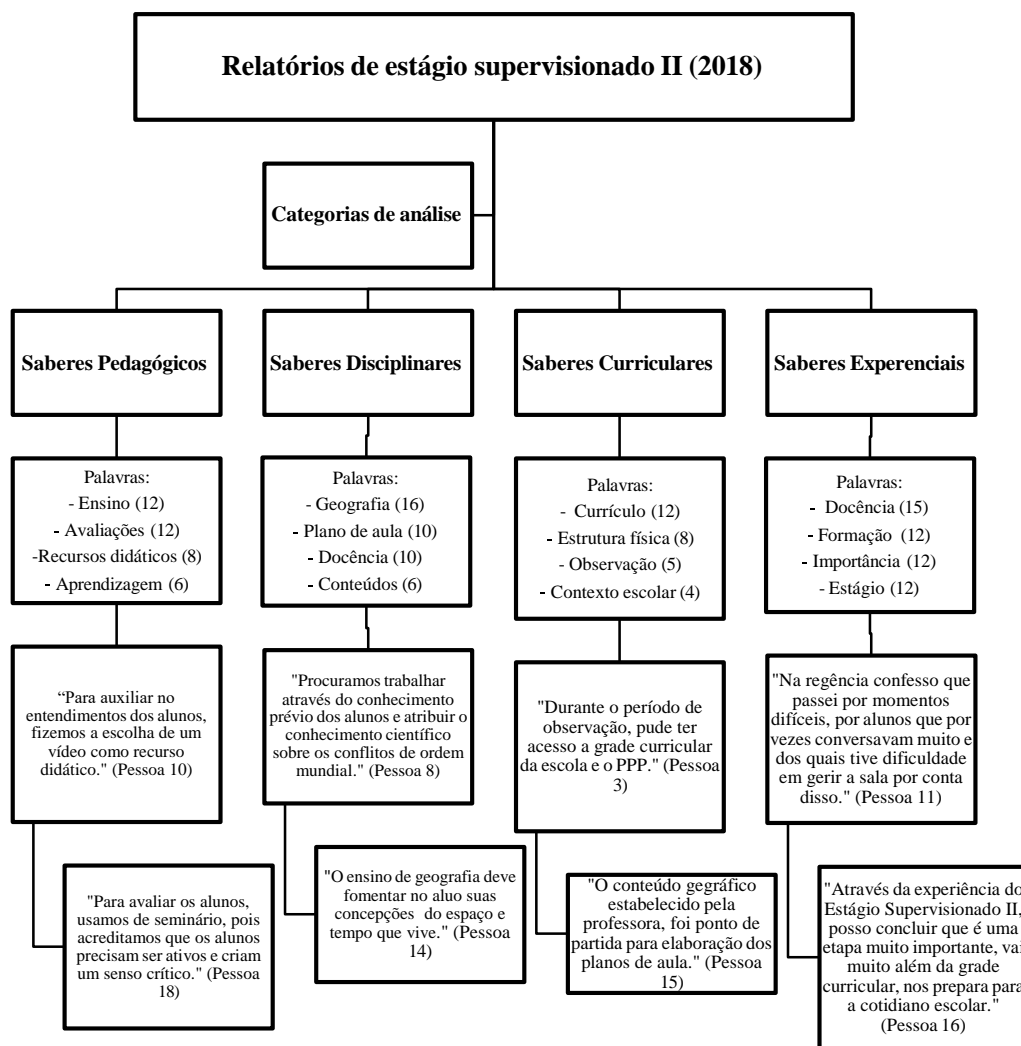 Relatórios de estágio supervisionado II (2018)
Categorias de análise
Saberes Pedagógicos
Saberes Disciplinares
Saberes Curriculares
Saberes Experenciais
Palavras:
- Ensino (12)
- Avaliações (12)
-Recursos didáticos (8)
- Aprendizagem (6)
Palavras:
- Geografia (16)
- Plano de aula (10)
- Docência (10)
- Conteúdos (6)
Palavras:
- Currículo (12)
- Estrutura física (8)
- Observação (5)
- Contexto escolar (4)
Palavras:
- Docência (15)
- Formação (12)
- Importância (12)
- Estágio (12)
“Para auxiliar no
entendimentos dos alunos,
fizemos a escolha de um
vídeo como recurso
didático." (Pessoa 10)
"Procuramos trabalhar
através do conhecimento
prévio dos alunos e atribuir o
conhecimento científico
sobre os conflitos de ordem
mundial." (Pessoa 8)
"Durante o período de
observação, pude ter
acesso a grade curricular
da escola e o PPP." (Pessoa
3)
"Na regência confesso que
passei por momentos
difíceis, por alunos que por
vezes conversavam muito e
dos quais tive dificuldade
em gerir a sala por conta
disso." (Pessoa 11)
"Para avaliar os alunos,
usamos de seminário, pois
acreditamos que os alunos
precisam ser ativos e criam
um senso crítico." (Pessoa
18)
"O ensino de geografia deve
fomentar no aluo suas
concepções do espaço e
tempo que vive." (Pessoa
14)
"O conteúdo gegráfico
estabelecido pela
professora, foi ponto de
partida para elaboração dos
planos de aula." (Pessoa
15)
"Através da experiência do
Estágio Supervisionado II,
posso concluir que é uma
etapa muito importante, vai
muito além da grade
curricular, nos prepara para
a cotidiano escolar."
(Pessoa 16)